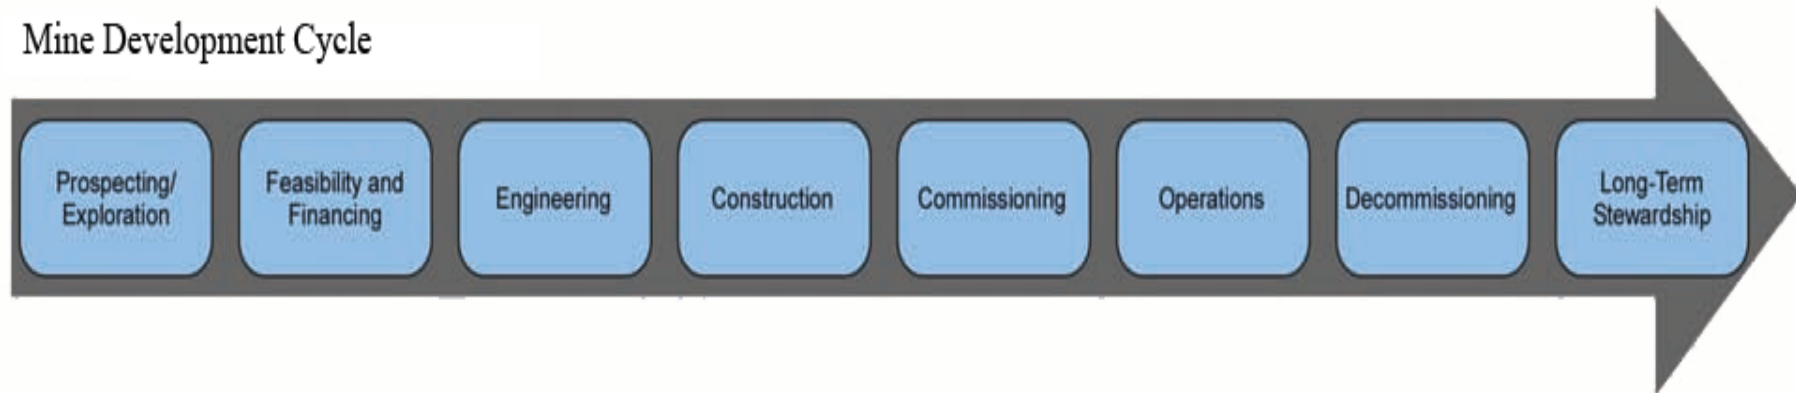 Mine Development Cycle
Prospecting/
Exploration
Feasibility and
Financing
Engineering
Construction
Commissioning
Operations
Decommissioning
Long-Term
Stewardship